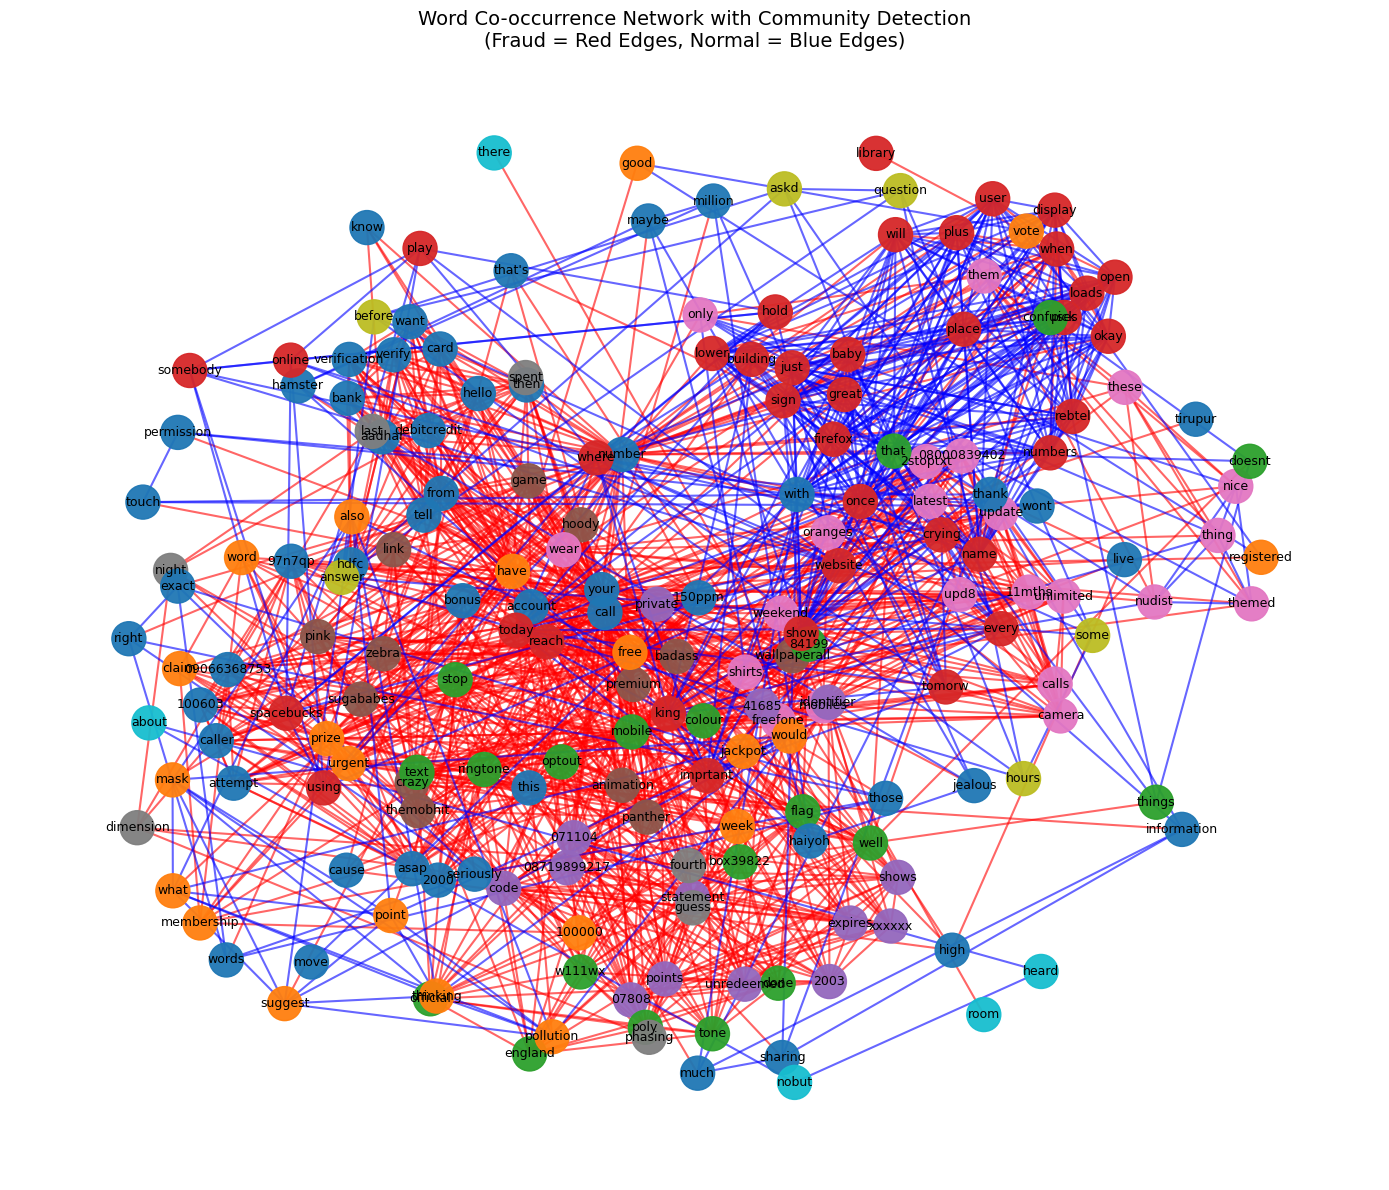 Word Co-occurrence Network with Community Detection
(Fraud = Red Edges, Normal = Blue Edges)
there
good
library
million
askd
question
user
display
know
play
maybe
will
plus
vote
when
that's
them
open
loads
before
want
only
hold
place
confuses
okay
online
verification
verify
card
lower
building
just
baby
somebody
hamster
bank
hello
spent
then
sign
great
these
permission
last
aadhar
debitcredit
where
number
firefox
that
rebtel
tirupur
numbers
2stoptxt
08000839402
doesnt
touch
from
game
with
once
latest
thank
update
wont
nice
also
tell
hoody
oranges
crying
name
thing
word
97n7qp
hdfc
link
wear
website
live
registered
night
exact
answer
have
your
bonus
account
call
private
150ppm
weekend
upd8
11mths
unlimited
nudist
themed
right
pink
zebra
today
reach
free
badass
show
84199
wallpaperall
every
some
claim
09066368753
stop
premium
shirts
tomorw
calls
100603
sugababes
spacebucks
king
41685
identifier
mobiles
camera
about
caller
prize
urgent
mobile
colour
freefone
would
jackpot
mask
attempt
using
text
crazy
ringtone
optout
this
animation
imprtant
those
jealous
hours
dimension
themobhit
panther
week
flag
haiyoh
well
things
information
071104
cause
asap
2000
seriously
08719899217
fourth
box39822
shows
what
membership
point
code
statement
guess
expires
xxxxxx
words
move
100000
w111wx
points
unredeemed
done
2003
high
heard
suggest
official
thinking
07808
room
england
pollution
poly
phasing
tone
much
sharing
nobut